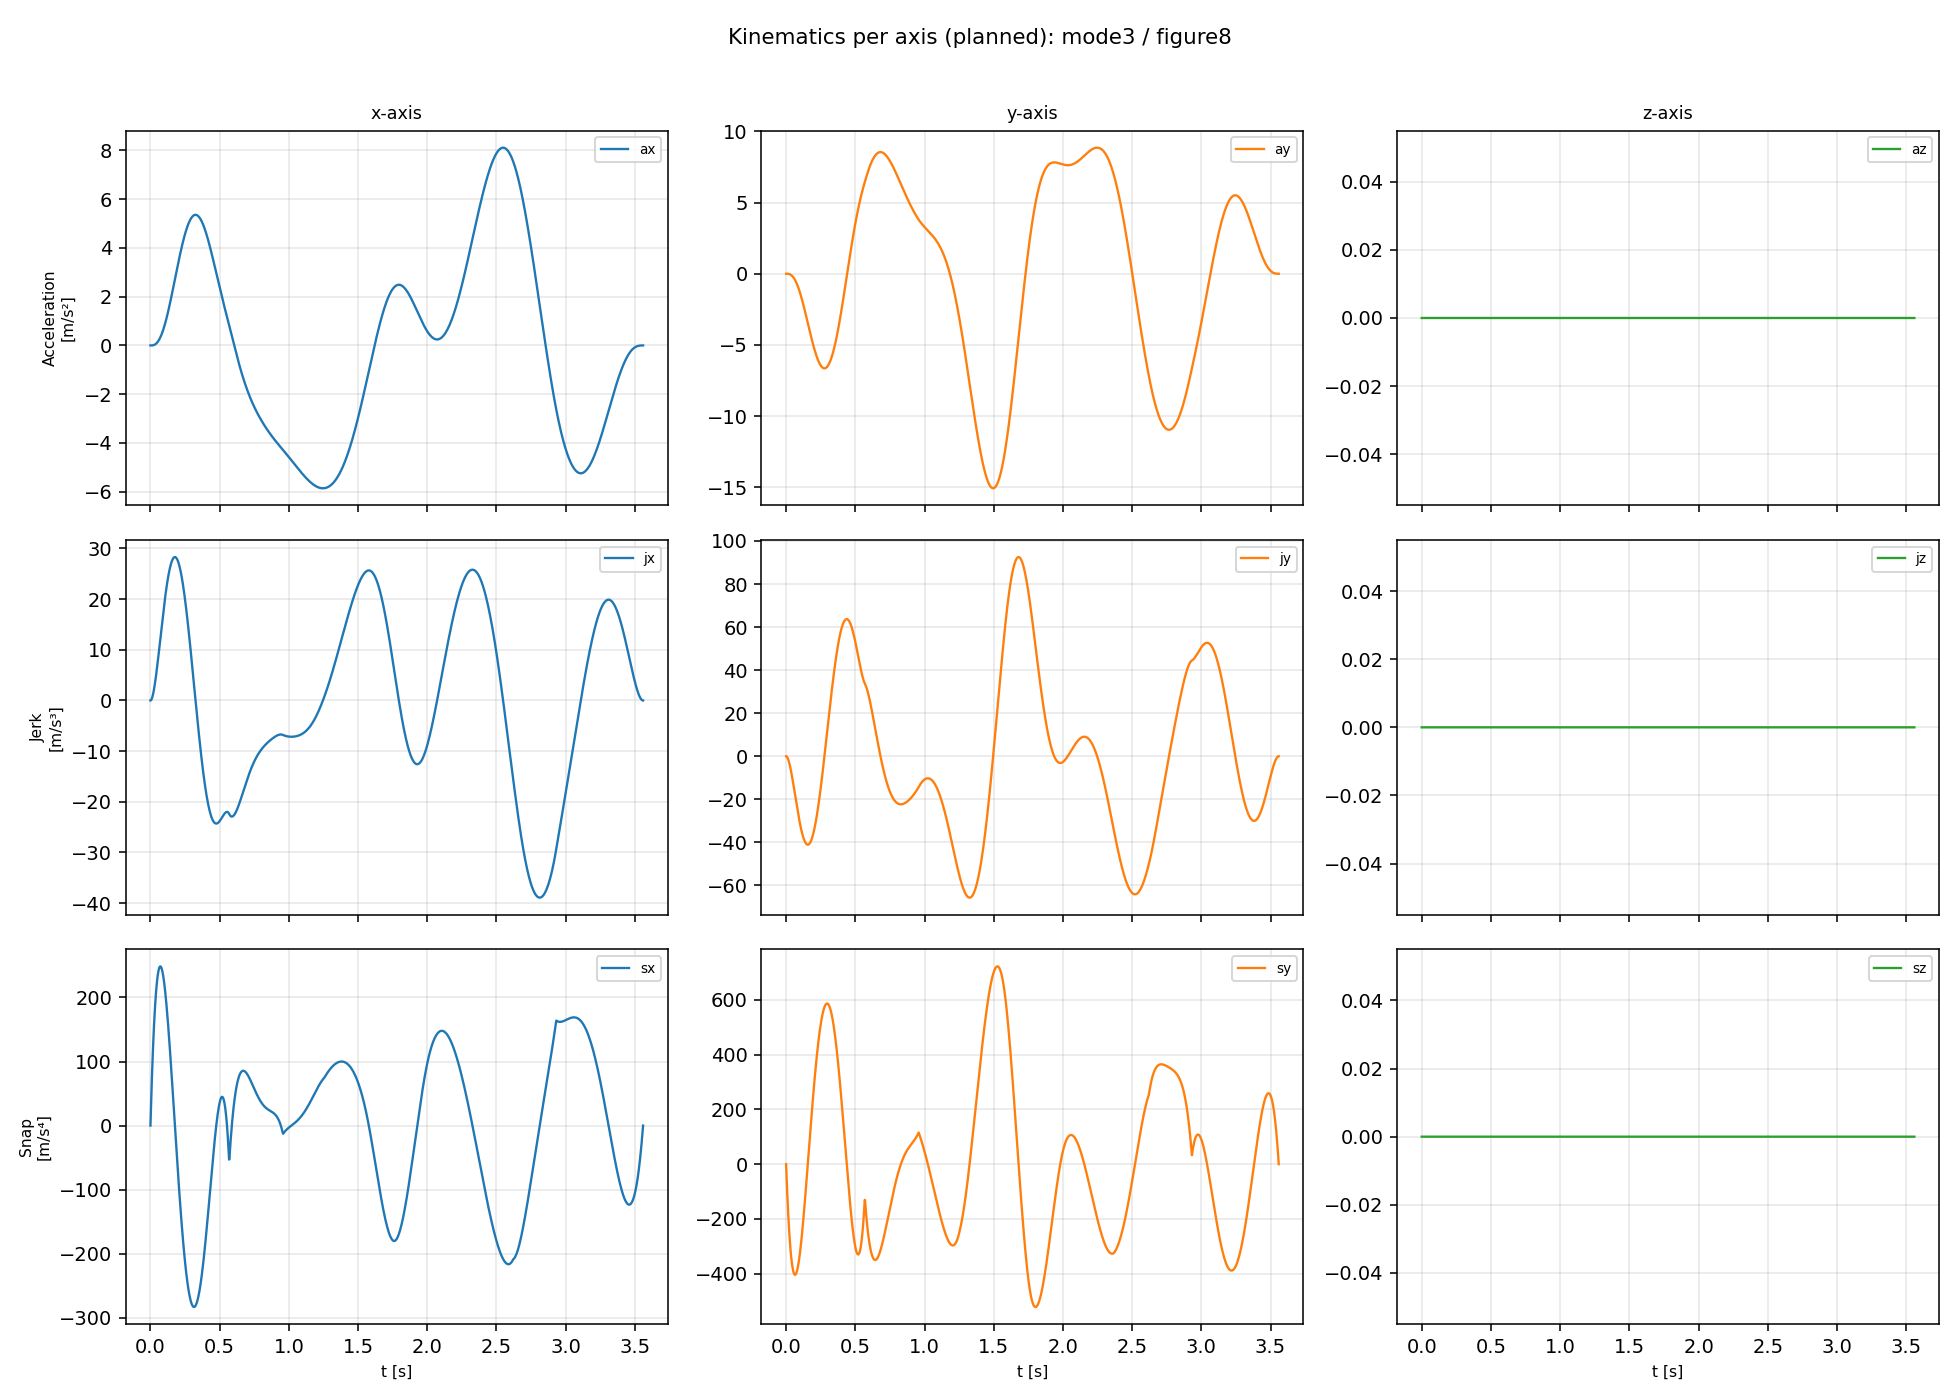 Kinematics per axis (planned): mode3 / figure8
x-axis
y-axis
z-axis
Acceleration
[m/s²]
8
6
4
2
0
−2
−4
−6
ax
10
5
0
−5
−10
−15
ay
0.04
0.02
0.00
−0.02
−0.04
az
Jerk
[m/s³]
30
20
10
0
−10
−20
−30
−40
jx
100
80
60
40
20
0
−20
−40
−60
jy
0.04
0.02
0.00
−0.02
−0.04
jz
Snap
[m/s⁴]
200
100
0
−100
−200
−300
sx
600
400
200
0
−200
−400
sy
0.04
0.02
0.00
−0.02
−0.04
sz
0.0 0.5 1.0 1.5 2.0 2.5 3.0 3.5
t [s]
0.0 0.5 1.0 1.5 2.0 2.5 3.0 3.5
t [s]
0.0 0.5 1.0 1.5 2.0 2.5 3.0 3.5
t [s]